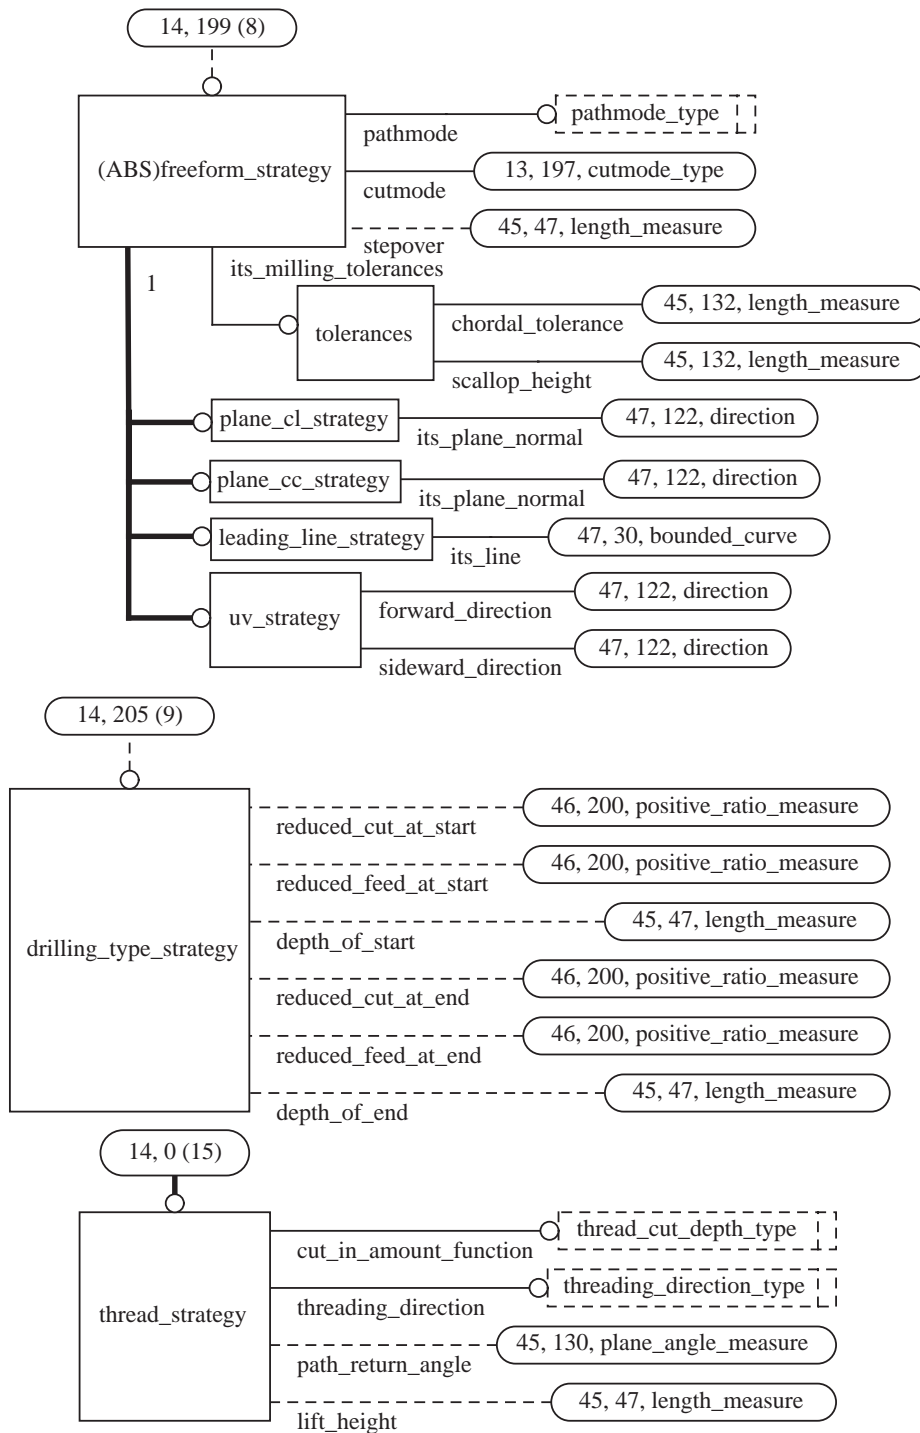 14, 199 (8)
(ABS)freeform_strategy
pathmode
pathmode_type
cutmode
13, 197, cutmode_type
stepover
45, 47, length_measure
1
its_milling_tolerances
tolerances
chordal_tolerance
45, 132, length_measure
scallop_height
45, 132, length_measure
plane_cl_strategy
its_plane_normal
47, 122, direction
plane_cc_strategy
its_plane_normal
47, 122, direction
leading_line_strategy
its_line
47, 30, bounded_curve
uv_strategy
forward_direction
47, 122, direction
sideward_direction
47, 122, direction
14, 205 (9)
drilling_type_strategy
reduced_cut_at_start
46, 200, positive_ratio_measure
reduced_feed_at_start
46, 200, positive_ratio_measure
depth_of_start
45, 47, length_measure
reduced_cut_at_end
46, 200, positive_ratio_measure
reduced_feed_at_end
46, 200, positive_ratio_measure
depth_of_end
45, 47, length_measure
14, 0 (15)
thread_strategy
cut_in_amount_function
thread_cut_depth_type
threading_direction
threading_direction_type
path_return_angle
45, 130, plane_angle_measure
lift_height
45, 47, length_measure